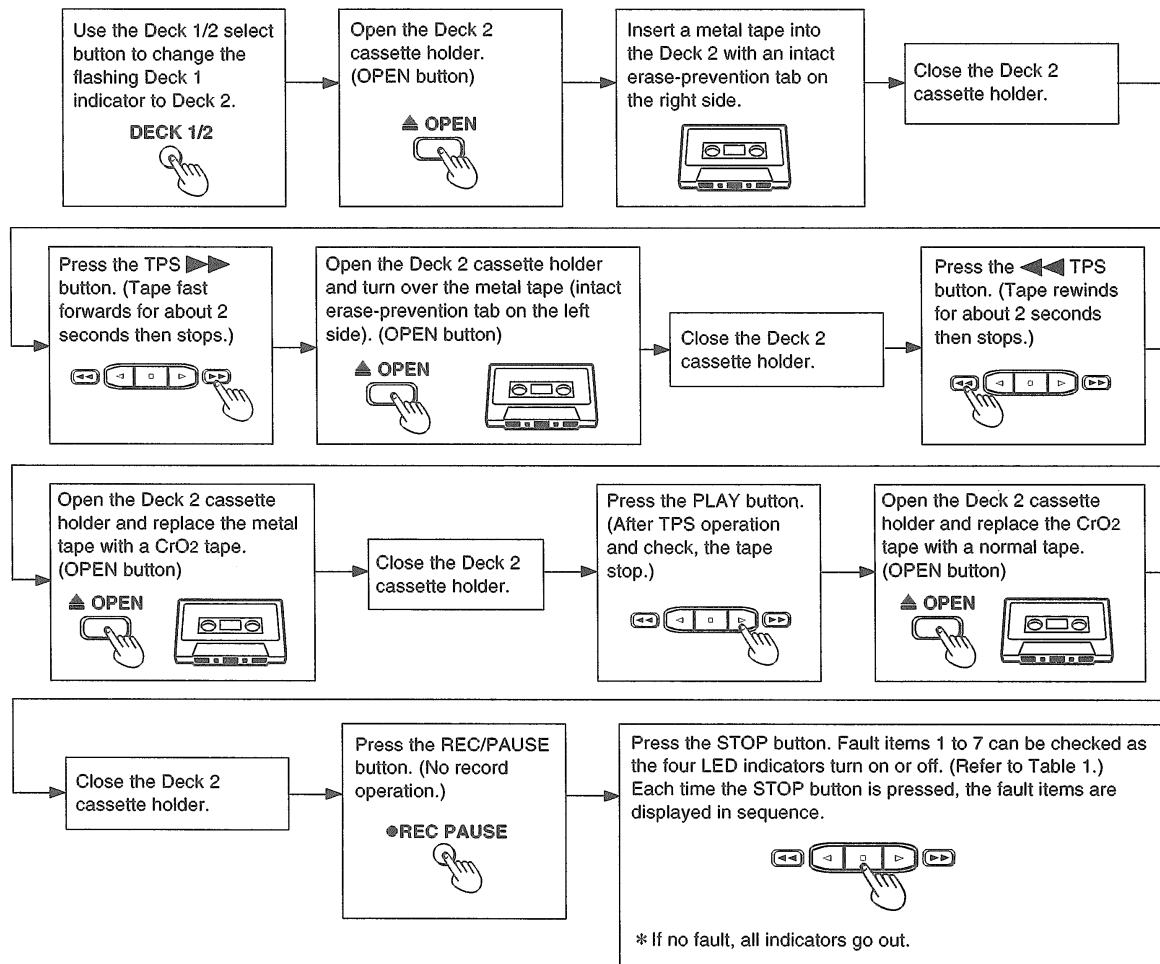 Use the Deck 1/2 select
button to change the
flashing Deck 1
indicator to Deck 2.
DECK 1/2
Open the Deck 2
cassette holder.
(OPEN button)
≜ OPEN
Insert a metal tape into
the Deck 2 with an intact
erase-prevention tab on
the right side.
Close the Deck 2
cassette holder.
Press the TPS ▶▶
button. (Tape fast
forwards for about 2
seconds then stops.)
Open the Deck 2 cassette holder
and turn over the metal tape (intact
erase-prevention tab on the left
side). (OPEN button)
≜ OPEN
Close the Deck 2
cassette holder.
Press the ◀◀ TPS
button. (Tape rewinds
for about 2 seconds
then stops.)
Open the Deck 2 cassette
holder and replace the metal
tape with a CrO2 tape.
(OPEN button)
≜ OPEN
Close the Deck 2
cassette holder.
Press the PLAY button.
(After TPS operation
and check, the tape
stop.)
Open the Deck 2 cassette
holder and replace the CrO2
tape with a normal tape.
(OPEN button)
≜ OPEN
Close the Deck 2
cassette holder.
Press the REC/PAUSE
button. (No record
operation.)
●REC PAUSE
Press the STOP button. Fault items 1 to 7 can be checked as
the four LED indicators turn on or off. (Refer to Table 1.)
Each time the STOP button is pressed, the fault items are
displayed in sequence.
* If no fault, all indicators go out.